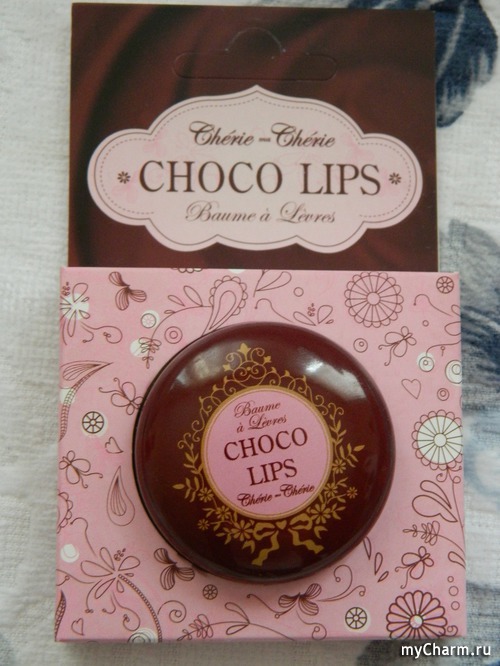 Chérie — Chérie
CHOCO LIPS
Baume à Lèvres
Baume
à Lèvres
CHOCO
LIPS
Chérie — Chérie
myCharm.ru